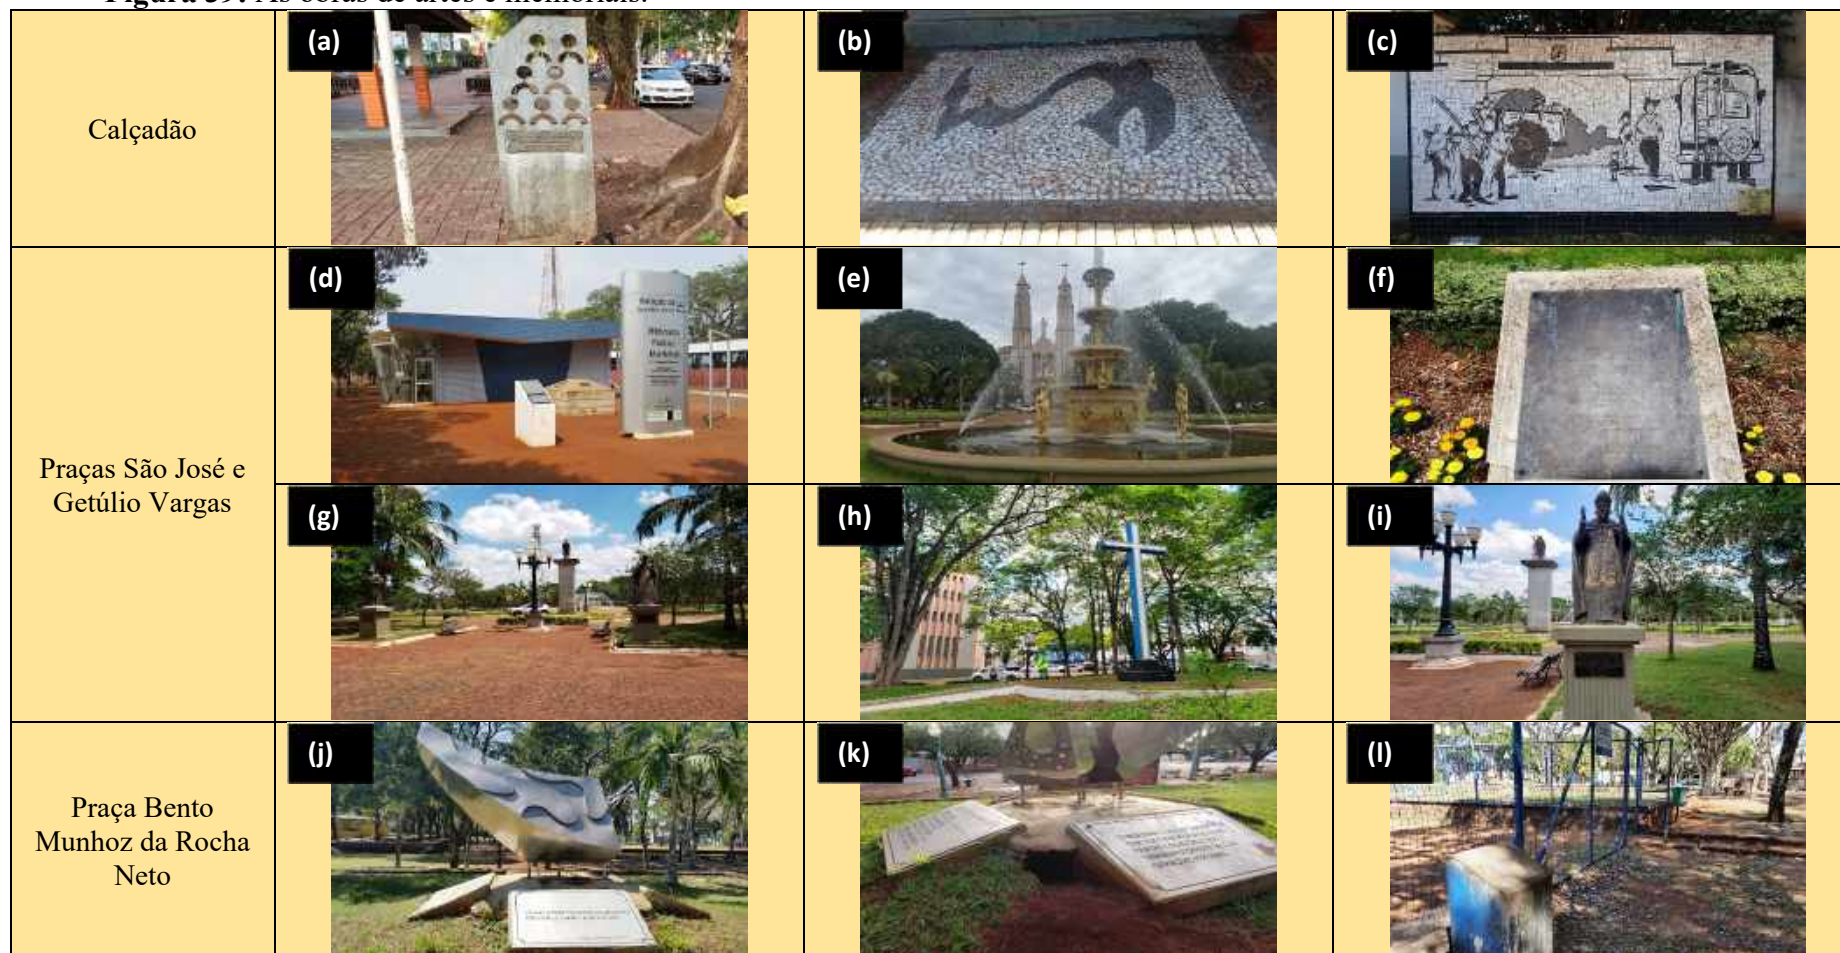 Figura 39: As obras de artes e memoriais.
Calçadão
(a)
(b)
(c)
Praças São José e
Getúlio Vargas
(d)
(e)
(f)
(g)
(h)
(i)
Praça Bento
Munhoz da Rocha
Neto
(j)
(k)
(l)